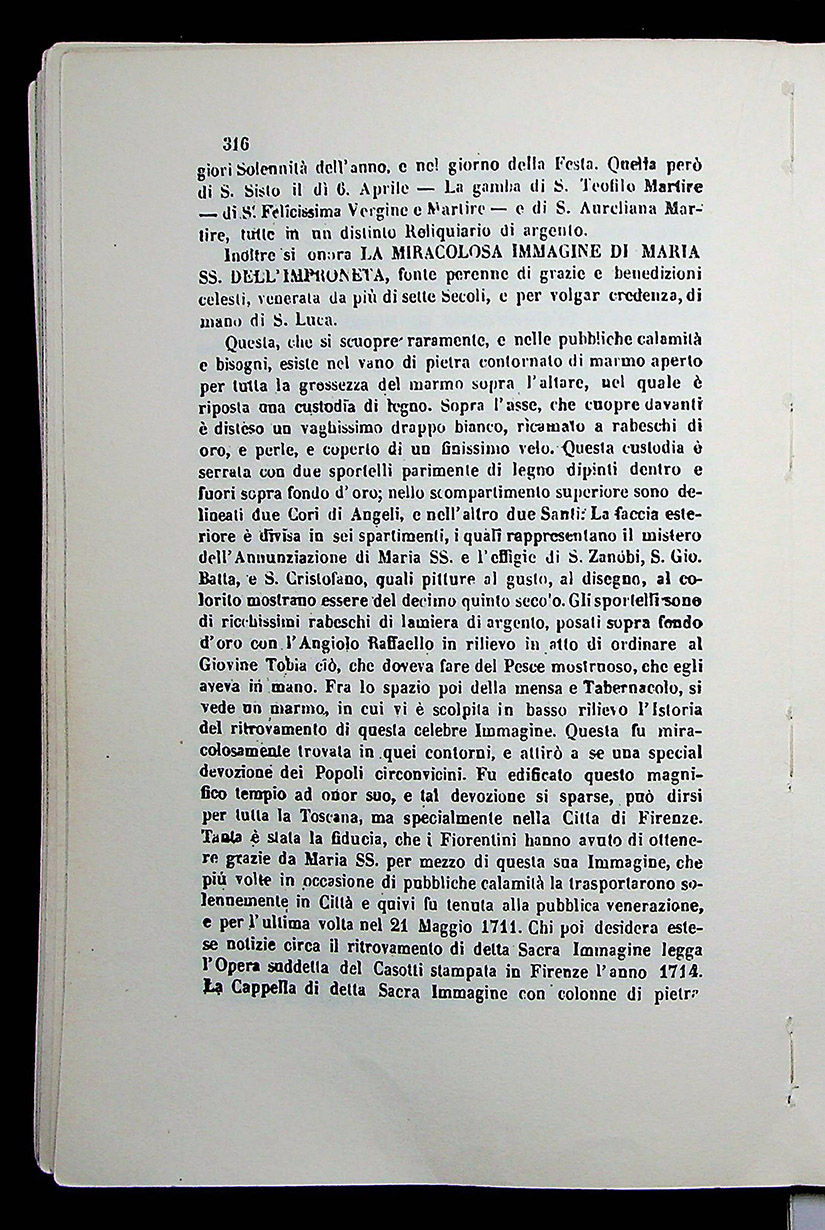 316
giori Solennità dell'anno, e nel giorno della Festa. Quella però
di S. Sisto il dì 6. Aprile — La gamba di S. Teofilo Martire
— di S. Felicissima Vergine e Martire — e di S. Aureliana Mar-
tire, tutte in un distinto Reliquiario di argento.
Inoltre si onora LA MIRACOLOSA IMMAGINE DI MARIA
SS. DELL'IMPRUNETA, fonte perenne di grazie e benedizioni
celesti, venerata da più di sette Secoli, e per volgar credenza, di
mano di S. Luca.
Questa, che si scuopre raramente, e nelle pubbliche calamità
e bisogni, esiste nel vano di pietra contornato di marmo aperto
per tutta la grossezza del marmo sopra l'altare, nel quale è
riposta una custodia di legno. Sopra l'asse, che cuopre davanti
è disteso un vaghissimo drappo bianco, ricamato a rabeschi di
oro, e perle, e coperto di un finissimo velo. Questa custodia è
serrata con due sportelli parimente di legno dipinti dentro e
fuori sopra fondo d'oro; nello scompartimento superiore sono de-
lineati due Cori di Angeli, e nell'altro due Santi: La faccia este-
riore è divisa in sei spartimenti, i quali rappresentano il mistero
dell'Annunziazione di Maria SS. e l'effigie di S. Zanobi, S. Gio.
Batta, e S. Cristofano, quali pitture al gusto, al disegno, al co-
lorito mostrano essere del decimo quinto seco'o. Gli sportelli sono
di ricchissimi rabeschi di lamiera di argento, posati sopra fondo
d'oro con l'Angiolo Raffaello in rilievo in atto di ordinare al
Giovine Tobia ciò, che doveva fare del Pesce mostruoso, che egli
aveva in mano. Fra lo spazio poi della mensa e Tabernacolo, si
vede un marmo, in cui vi è scolpita in basso rilievo l'Istoria
del ritrovamento di questa celebre Immagine. Questa fu mira-
colosamente trovata in quei contorni, e attirò a se una special
devozione dei Popoli circonvicini. Fu edificato questo magni-
fico tempio ad onor suo, e tal devozione si sparse, può dirsi
per tutta la Toscana, ma specialmente nella Citta di Firenze.
Tanta è stata la fiducia, che i Fiorentini hanno avuto di ottene-
re grazie da Maria SS. per mezzo di questa sua Immagine, che
più volte in occasione di pubbliche calamità la trasportarono so-
lennemente in Città e quivi fu tenuta alla pubblica venerazione,
e per l'ultima volta nel 21 Maggio 1711. Chi poi desidera este-
se notizie circa il ritrovamento di detta Sacra Immagine legga
l'Opera suddetta del Casotti stampata in Firenze l'anno 1714.
La Cappella di detta Sacra Immagine con colonne di pietra